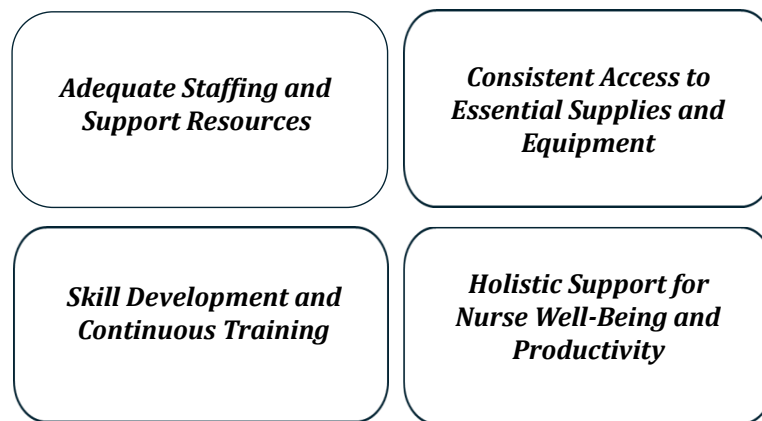 Adequate Staffing and
Support Resources
Consistent Access to
Essential Supplies and
Equipment
Skill Development and
Continuous Training
Holistic Support for
Nurse Well-Being and
Productivity